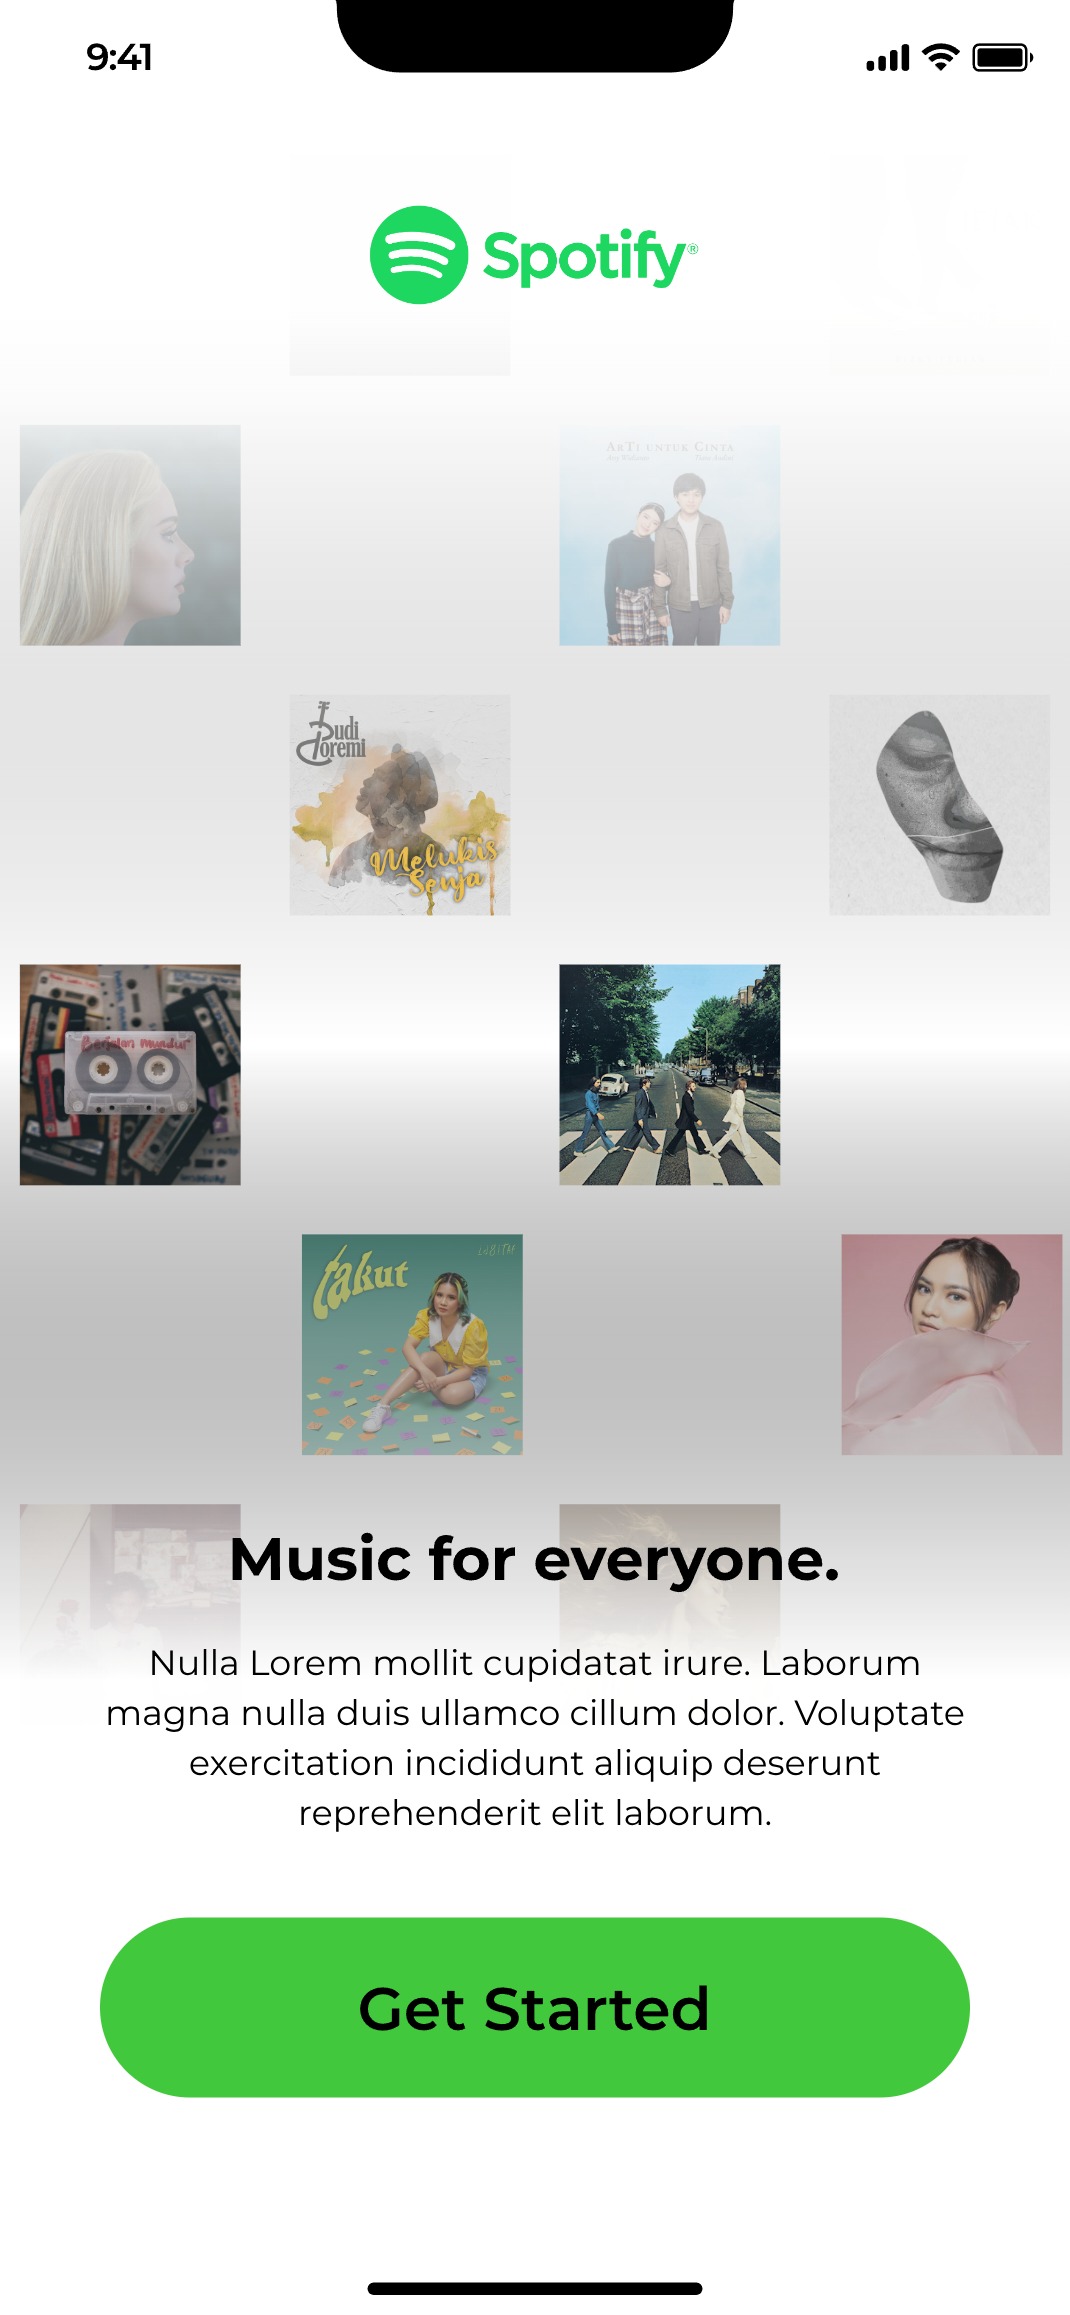 9:41
Spotify®
ArTi untuk Cinta
Budi
Doremi
Melukis
Senja
Berjalan mundur
takut
Music for everyone.
Nulla Lorem mollit cupidatat irure. Laborum
magna nulla duis ullamco cillum dolor. Voluptate
exercitation incididunt aliquip deserunt
reprehenderit elit laborum.
Get Started